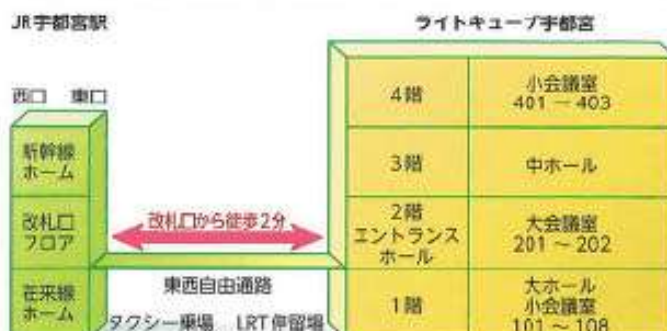 JR宇都宮駅
ライトキューブ宇都宮
西口 東口
新幹線
ホーム
改札口
フロア
在来線
ホーム
改札口から徒歩2分
東西自由通路
タクシー乗場 LRT停留場
4階
小会議室
401 － 403
3階
中ホール
2階
エントランス
ホール
大会議室
201 ～ 202
1階
大ホール
小会議室
101 ～ 108